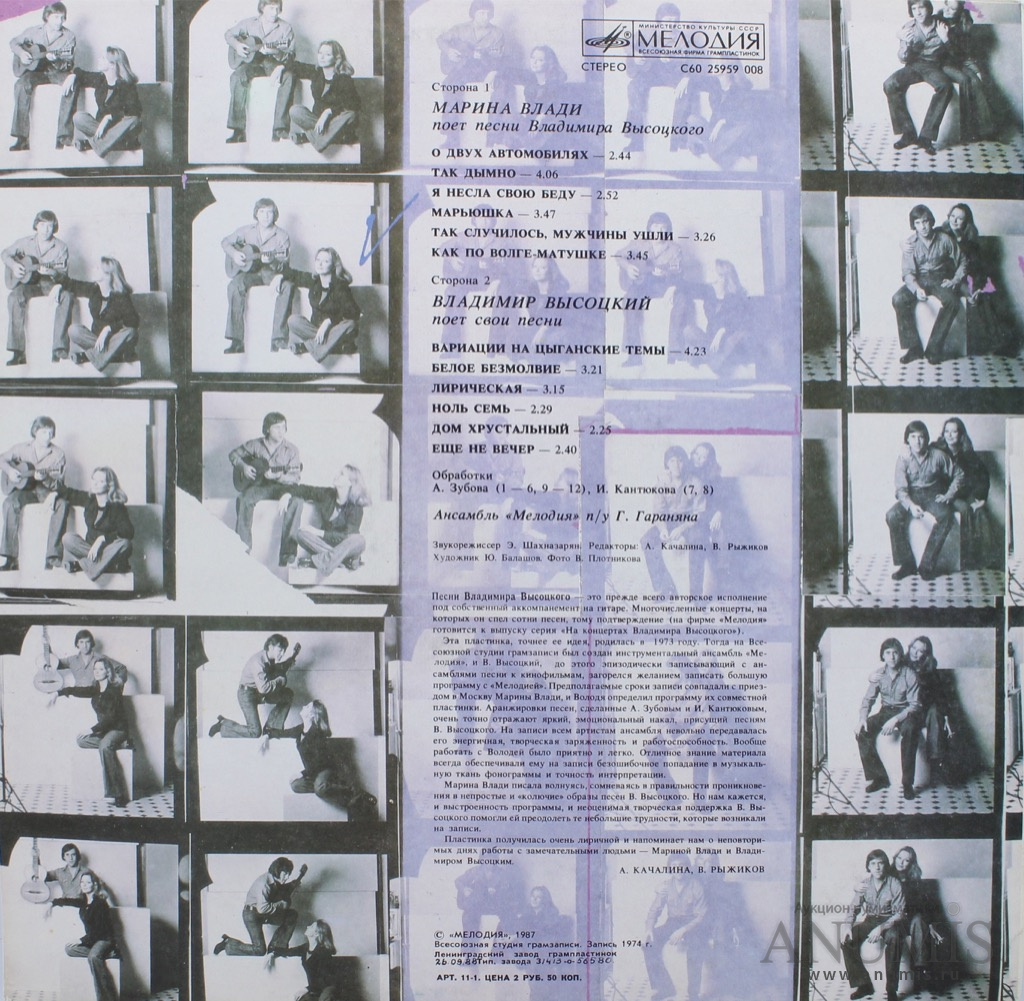 МИНИСТЕРСТВО КУЛЬТУРЫ СССР
МЕЛОДИЯ
ВСЕСОЮЗНАЯ ФИРМА ГРАМПЛАСТИНОК
СТЕРЕО С60 25959 008
Сторона 1
МАРИНА ВЛАДИ
поет песни Владимира Высоцкого
О ДВУХ АВТОМОБИЛЯХ — 2.44
ТАК ДЫМНО — 4.06
Я НЕСЛА СВОЮ БЕДУ — 2.52
МАРЬЮШКА — 3.47
ТАК СЛУЧИЛОСЬ, МУЖЧИНЫ УШЛИ — 3.26
КАК ПО ВОЛГЕ-МАТУШКЕ — 3.45
Сторона 2
ВЛАДИМИР ВЫСОЦКИЙ
поет свои песни
ВАРИАЦИИ НА ЦЫГАНСКИЕ ТЕМЫ — 4.23
БЕЛОЕ БЕЗМОЛВИЕ — 3.21
ЛИРИЧЕСКАЯ — 3.15
НОЛЬ СЕМЬ — 2.29
ДОМ ХРУСТАЛЬНЫЙ — 2.25
ЕЩЕ НЕ ВЕЧЕР — 2.40
Обработки
А. Зубова (1 — 6, 9 — 12), И. Кантюкова (7, 8)
Ансамбль «Мелодия» п/у Г. Гараняна
Звукорежиссер Э. Шахназарян. Редакторы: А. Качалина, В. Рыжиков
Художник Ю. Балашов. Фото В. Плотникова
Песни Владимира Высоцкого — это прежде всего авторское исполнение
под собственный аккомпанемент на гитаре. Многочисленные концерты, на
которых он спел сотни песен, тому подтверждение (на фирме «Мелодия»
готовится к выпуску серия «На концертах Владимира Высоцкого»).
Эта пластинка, точнее ее идея, родилась в 1973 году. Тогда на Все-
союзной студии грамзаписи был создан инструментальный ансамбль «Ме-
лодия», и В. Высоцкий, до этого эпизодически записывающий с ан-
самблями песни к кинофильмам, загорелся желанием записать большую
программу с «Мелодией». Предполагаемые сроки записи совпадали с приез-
дом в Москву Марины Влади, и Володя определил программу их совместной
пластинки. Аранжировки песен, сделанные А. Зубовым и И. Кантюковым,
очень точно отражают яркий, эмоциональный накал, присущий песням
В. Высоцкого. На записи всем артистам ансамбля невольно передавалась
его энергичная, творческая заряженность и работоспособность. Вообще
работать с Володей было приятно и легко. Отличное знание материала
всегда обеспечивали ему на записи безошибочное попадание в музыкаль-
ную ткань фонограммы и точность интерпретации.
Марина Влади писала волнуясь, сомневаясь в правильности проникнове-
ния в непростые и «колючие» образы песен В. Высоцкого. Но нам кажется,
и выстроенность программы, и неоценимая творческая поддержка В. Вы-
соцкого помогли ей преодолеть те небольшие трудности, которые возникали
на записи.
Пластинка получилась очень лиричной и напоминает нам о неповтори-
мых днях работы с замечательными людьми — Мариной Влади и Влади-
миром Высоцким.
А. КАЧАЛИНА, В. РЫЖИКОВ
© «МЕЛОДИЯ», 1987
Всесоюзная студия грамзаписи. Запись 1974 г.
Ленинградский завод грампластинок
26.09.88 Тип. завода
АРТ. 11-1. ЦЕНА 2 РУБ. 50 КОП.
www.anumis.ru